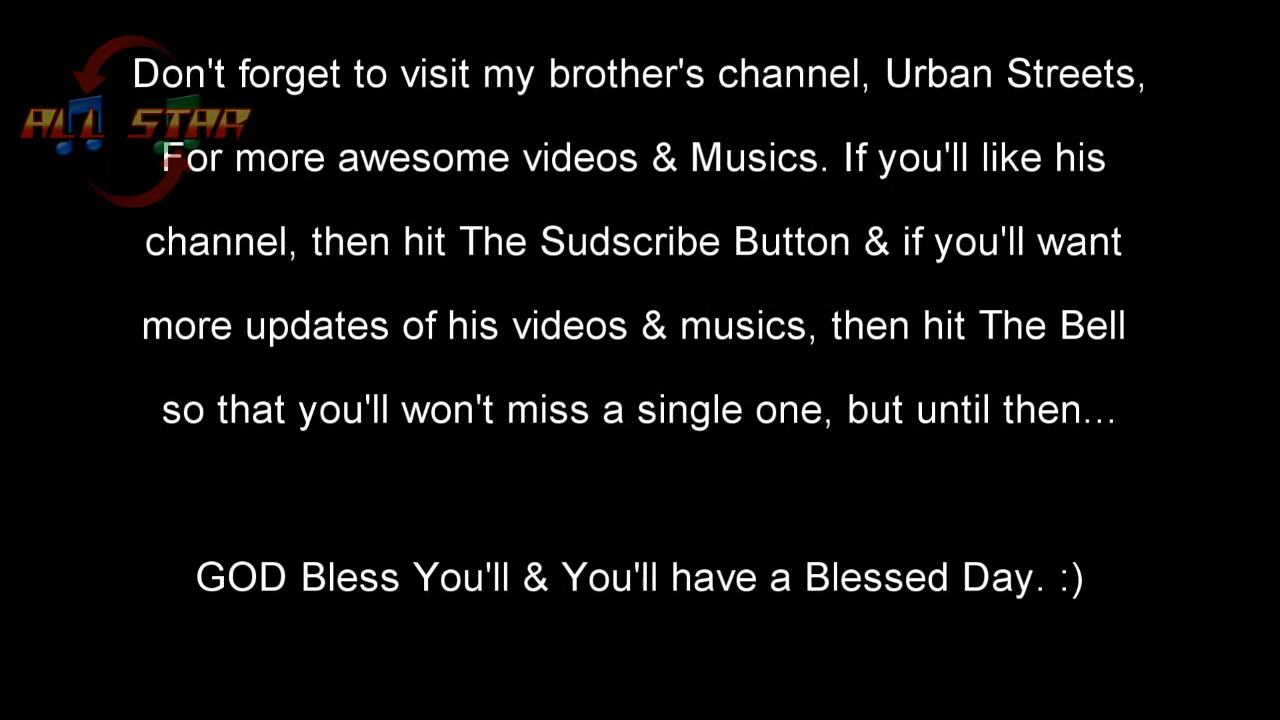 Don't forget to visit my brother's channel, Urban Streets,
ALL STAR
For more awesome videos & Musics. If you'll like his
channel, then hit The Sudscribe Button & if you'll want
more updates of his videos & musics, then hit The Bell
so that you'll won't miss a single one, but until then...
GOD Bless You'll & You'll have a Blessed Day. :)